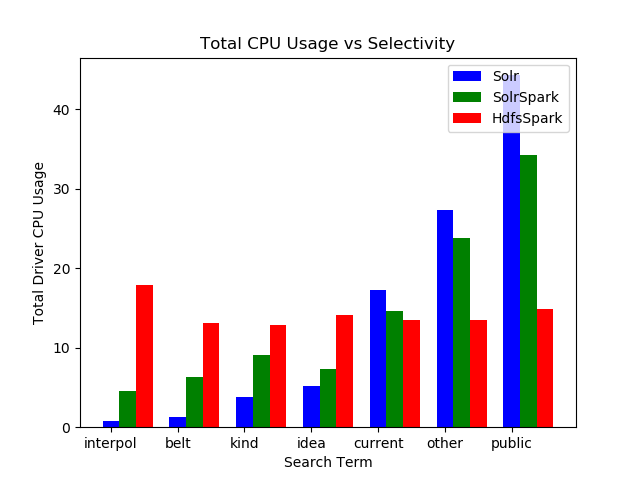 Total CPU Usage vs Selectivity
Solr
SolrSpark
HdfsSpark
Total Driver CPU Usage
40
30
20
10
0
interpol belt kind idea current other public
Search Term